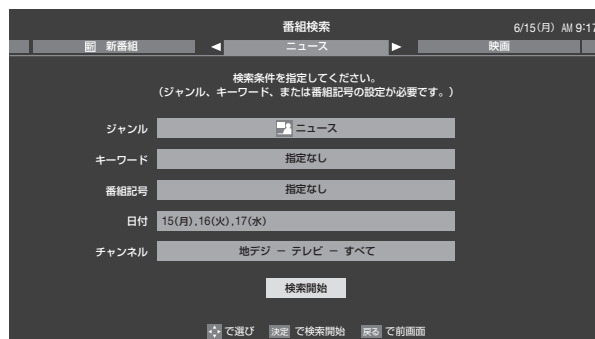 番組検索 6/15(月) AM 9:17
新 新番組 ニュース 映画
検索条件を指定してください。
(ジャンル、キーワード、または番組記号の設定が必要です。)
ジャンル ニュース
キーワード 指定なし
番組記号 指定なし
日付 15(月),16(火),17(水)
チャンネル 地デジ － テレビ － すべて
検索開始
で選び 決定 で検索開始 戻る で前画面